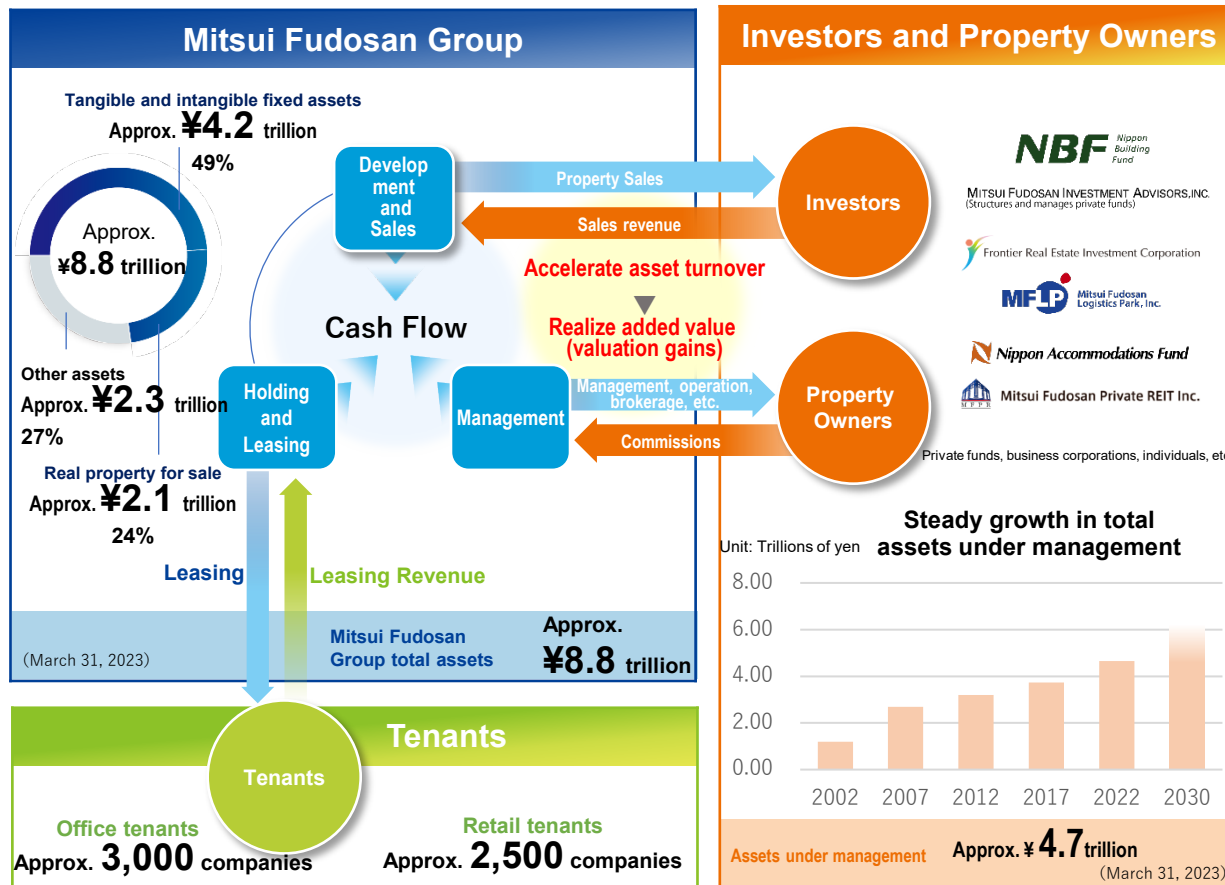 Mitsui Fudosan Group
Tangible and intangible fixed assets
Approx. ¥4.2 trillion
49%
Approx.
¥8.8 trillion
Other assets
Approx. ¥2.3 trillion
27%
Real property for sale
Approx. ¥2.1 trillion
24%
Develop
ment
and
Sales
Cash Flow
Holding
and
Leasing
Management
Property Sales
Sales revenue
Accelerate asset turnover
Realize added value
(valuation gains)
Management, operation,
brokerage, etc.
Commissions
Leasing
Leasing Revenue
(March 31, 2023)
Mitsui Fudosan
Group total assets
Approx.
¥8.8 trillion
Tenants
Tenants
Office tenants
Approx. 3,000 companies
Retail tenants
Approx. 2,500 companies
Investors and Property Owners
Investors
Property
Owners
NBF Nippon
Building
Fund
MITSUI FUDOSAN INVESTMENT ADVISORS,INC.
(Structures and manages private funds)
Frontier Real Estate Investment Corporation
MFLP Mitsui Fudosan
Logistics Park, Inc.
Nippon Accommodations Fund
MFPR Mitsui Fudosan Private REIT Inc.
Private funds, business corporations, individuals, etc
Steady growth in total
assets under management
Unit: Trillions of yen
8.00
6.00
4.00
2.00
0.00
2002 2007 2012 2017 2022 2030
Assets under management Approx. ¥ 4.7 trillion
(March 31, 2023)